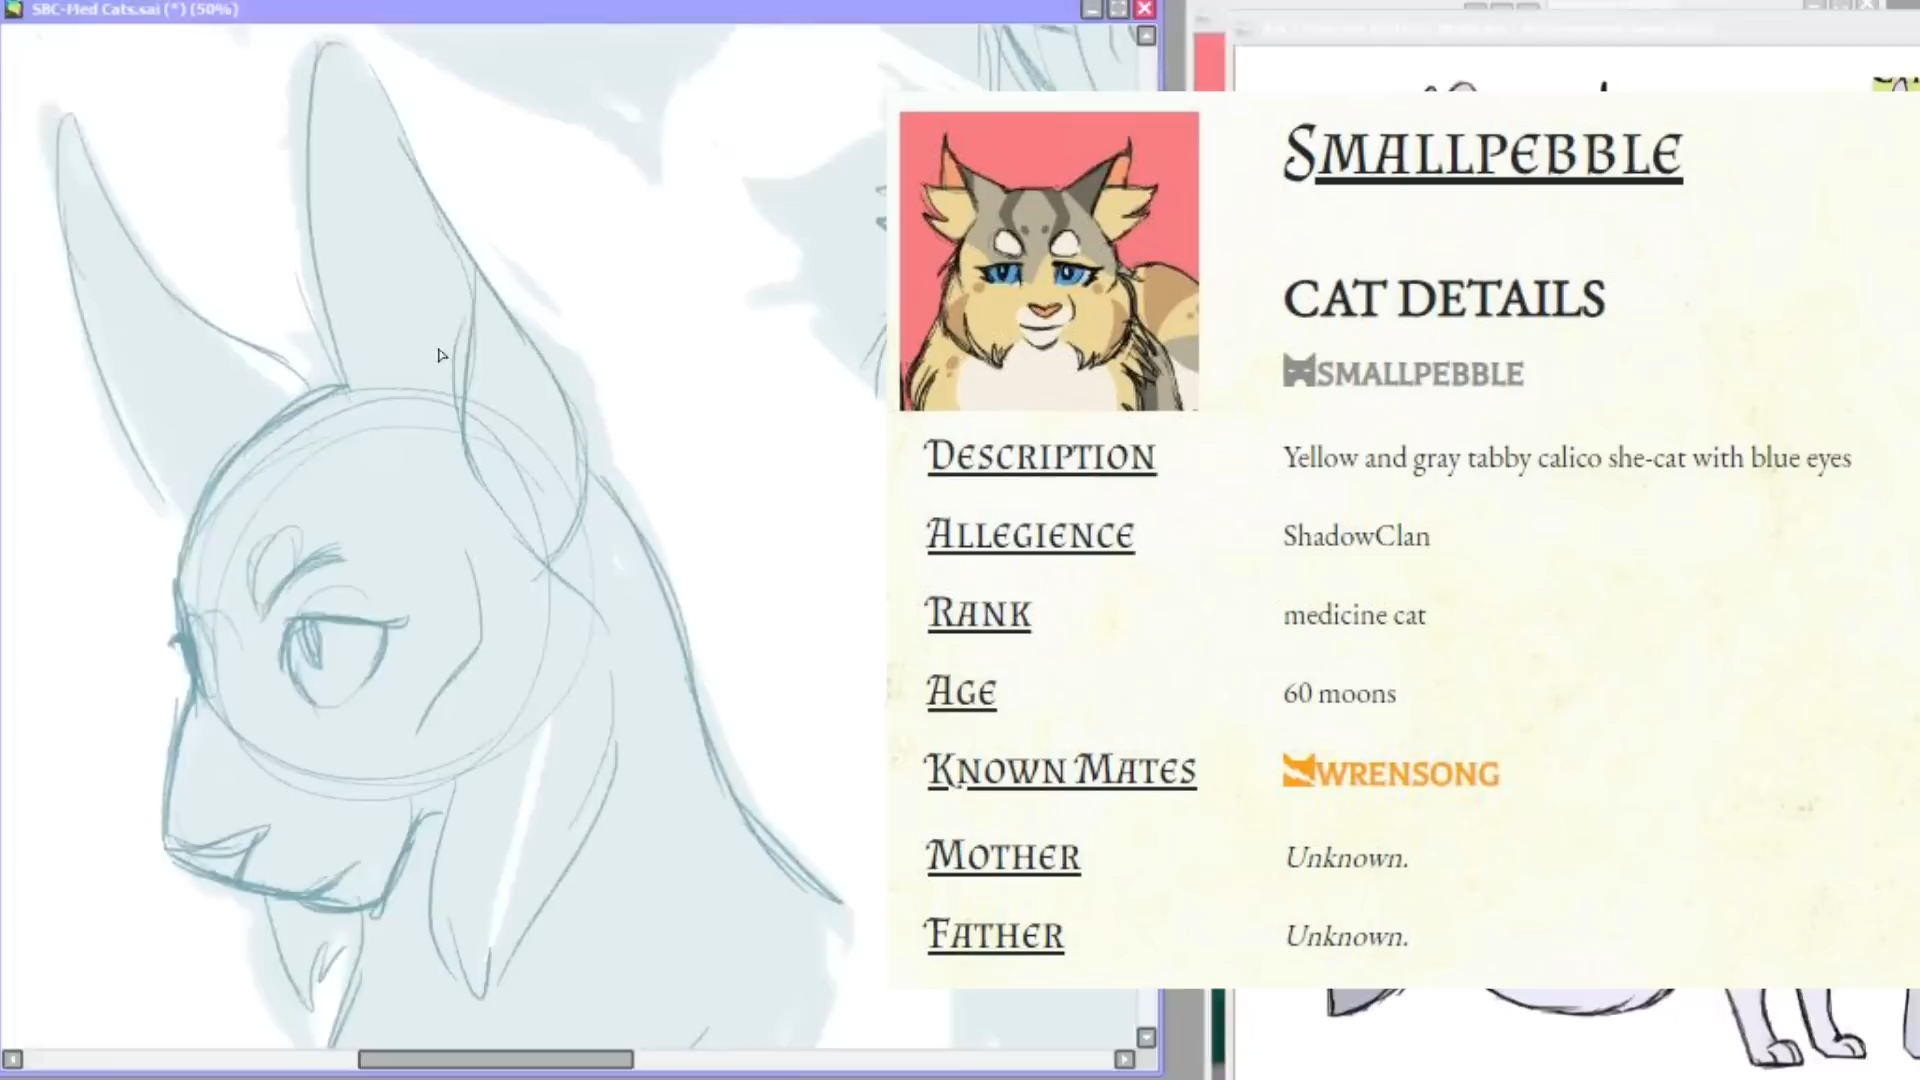 SBC-Med Cats.sai (*) (50%)
SMALLPEBBLE
CAT DETAILS
SMALLPEBBLE
DESCRIPTION Yellow and gray tabby calico she-cat with blue eyes
ALLEGIENCE ShadowClan
RANK medicine cat
AGE 60 moons
KNOWN MATES WRENSONG
MOTHER Unknown.
FATHER Unknown.